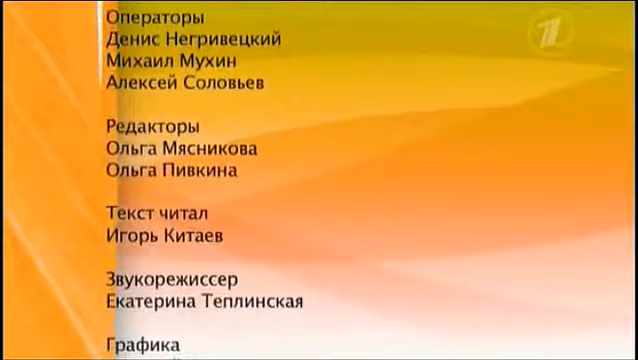 Операторы
Денис Негривецкий
Михаил Мухин
Алексей Соловьев
Редакторы
Ольга Мясникова
Ольга Пивкина
Текст читал
Игорь Китаев
Звукорежиссер
Екатерина Теплинская
Графика